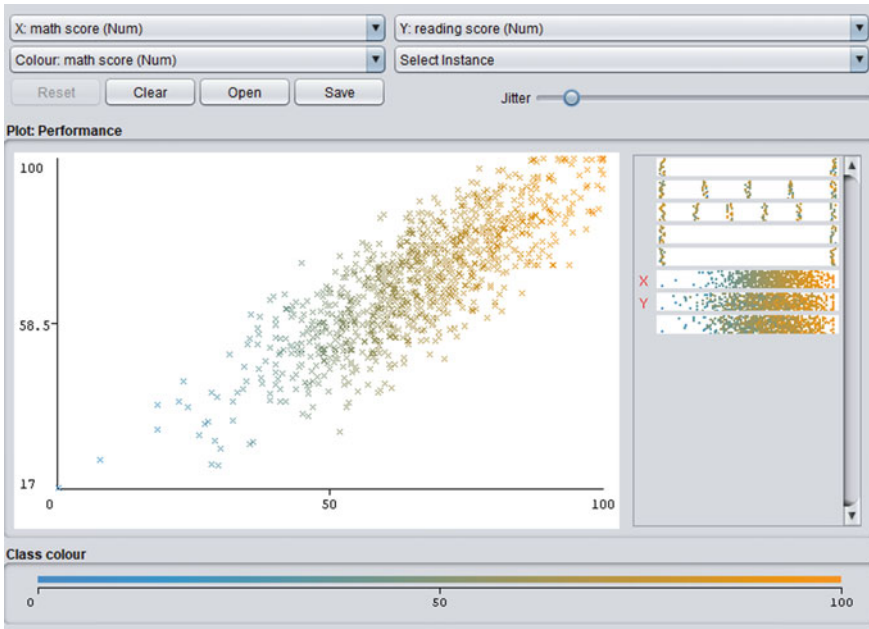 X: math score (Num) Y: reading score (Num)
Colour: math score (Num) Select Instance
Reset Clear Open Save Jitter
Plot: Performance
100
58.5
17
0 50 100
X
Y
Class colour
0 50 100